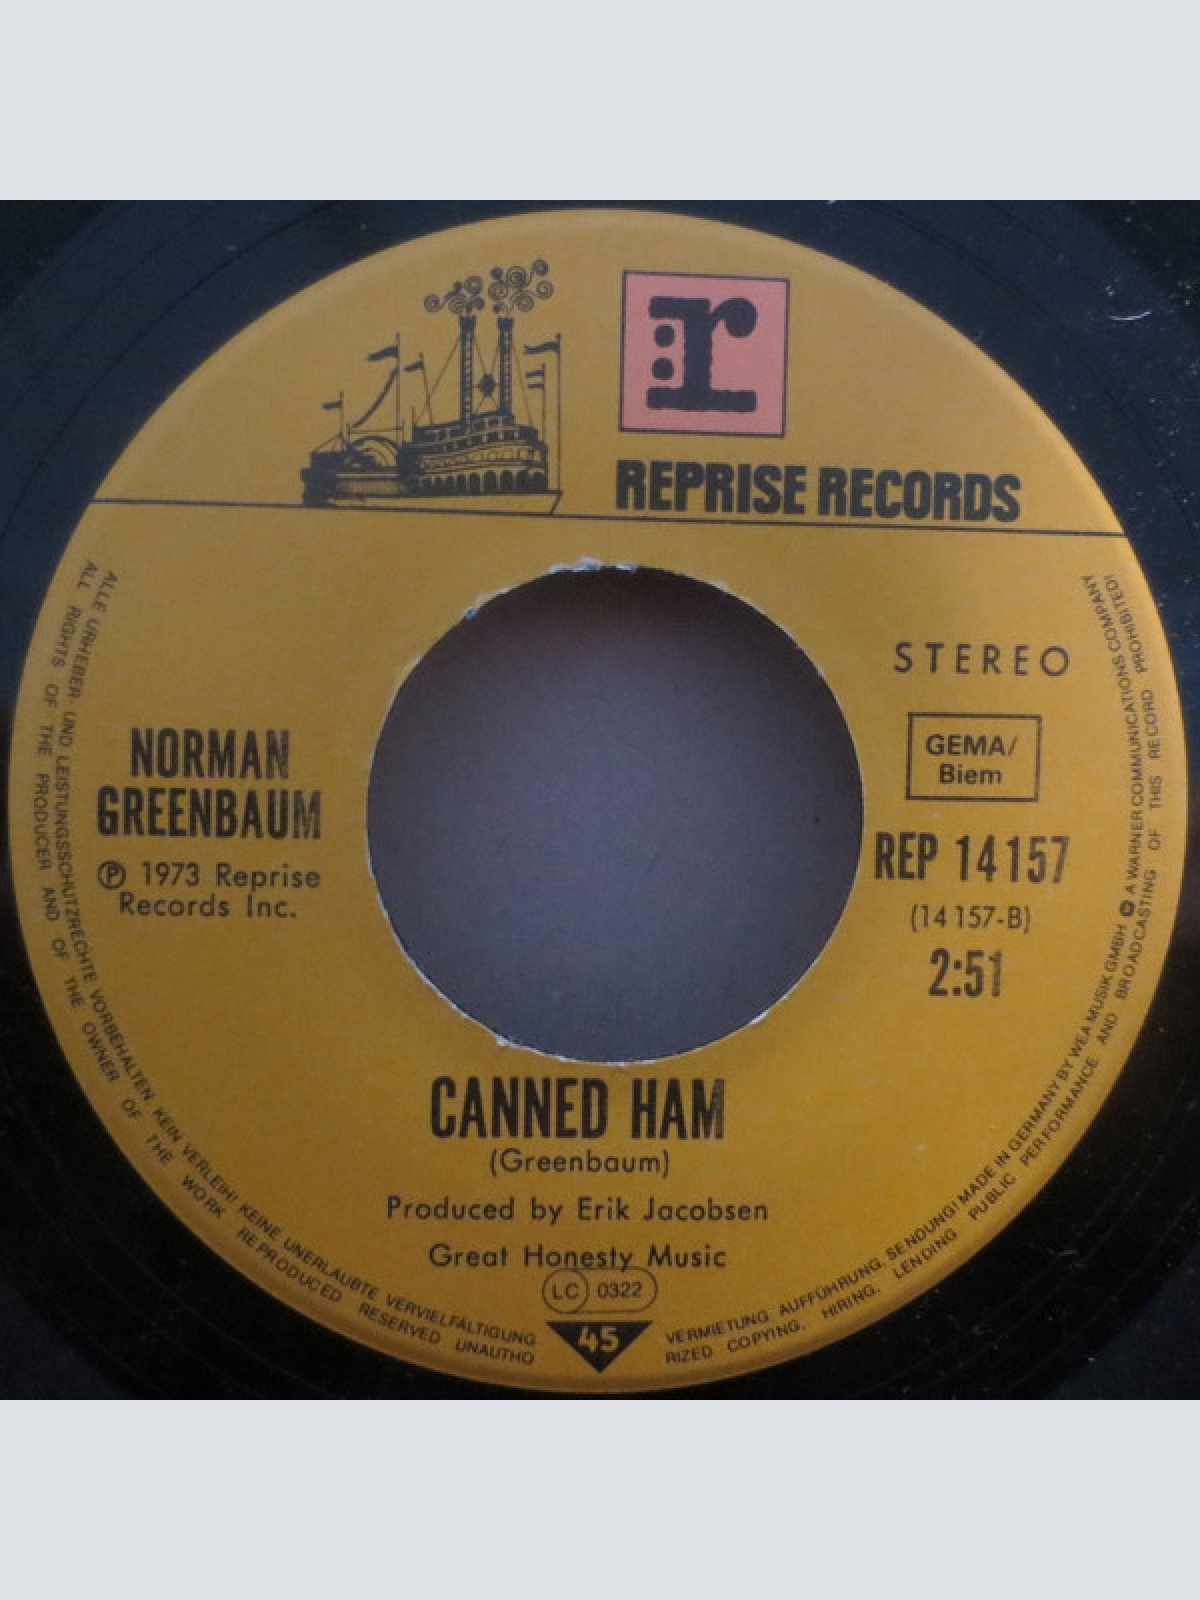 r
REPRISE RECORDS
STEREO
GEMA/
Biem
NORMAN
GREENBAUM
℗ 1973 Reprise
Records Inc.
REP 14157
(14 157-B)
2:51
CANNED HAM
(Greenbaum)
Produced by Erik Jacobsen
Great Honesty Music
LC 0322
45
ALLE URHEBER- UND LEISTUNGSSCHUTZRECHTE VORBEHALTEN. KEIN VERLEIH! KEINE UNERLAUBTE VERVIELFÄLTIGUNG
VERMIETUNG, AUFFÜHRUNG, SENDUNG! MADE IN GERMANY BY WEA MUSIK GMBH A WARNER COMMUNICATIONS COMPANY
ALL RIGHTS OF THE PRODUCER AND OF THE OWNER OF THE WORK REPRODUCED RESERVED UNAUTHO
RIZED COPYING, HIRING, LENDING PUBLIC PERFORMANCE AND BROADCASTING OF THIS RECORD PROHIBITED!